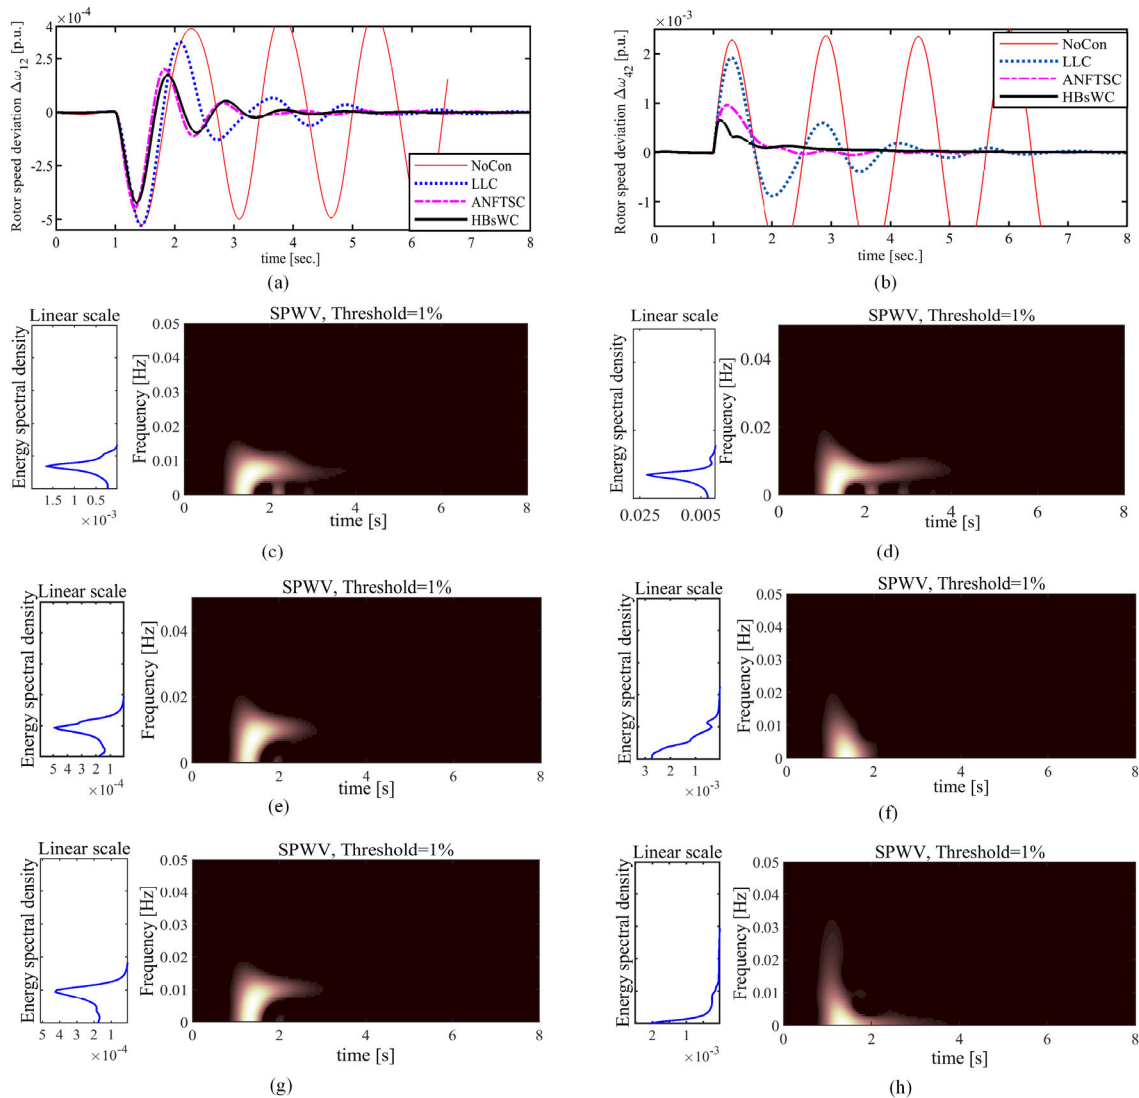 ×10⁻⁴
Rotor speed deviation Δω₁₂ [p.u.]
4
2.5
0
-2.5
-5
NoCon
LLC
ANFTSC
HBsWC
0 1 2 3 4 5 6 7 8
time [sec.]
(a)
×10⁻³
Rotor speed deviation Δω₄₂ [p.u.]
2
1
0
-1
NoCon
LLC
ANFTSC
HBsWC
0 1 2 3 4 5 6 7 8
time [sec.]
(b)
Linear scale
Energy spectral density
1.5 1 0.5
×10⁻³
SPWV, Threshold=1%
Frequency [Hz]
0.05
0.04
0.03
0.02
0.01
0
0 2 4 6 8
time [s]
(c)
Linear scale
Energy spectral density
0.025 0.005
SPWV, Threshold=1%
Frequency [Hz]
0.04
0.02
0
0 2 4 6 8
time [s]
(d)
Linear scale
Energy spectral density
5 4 3 2 1
×10⁻⁴
SPWV, Threshold=1%
Frequency [Hz]
0.04
0.02
0
0 2 4 6 8
time [s]
(e)
Linear scale
Energy spectral density
3 2 1
×10⁻³
SPWV, Threshold=1%
Frequency [Hz]
0.05
0.04
0.03
0.02
0.01
0
0 2 4 6 8
time [s]
(f)
Linear scale
Energy spectral density
5 4 3 2 1
×10⁻⁴
SPWV, Threshold=1%
Frequency [Hz]
0.05
0.04
0.03
0.02
0.01
0
0 2 4 6 8
time [s]
(g)
Linear scale
Energy spectral density
2 1
×10⁻³
SPWV, Threshold=1%
Frequency [Hz]
0.05
0.04
0.03
0.02
0.01
0
0 2 4 6 8
time [s]
(h)